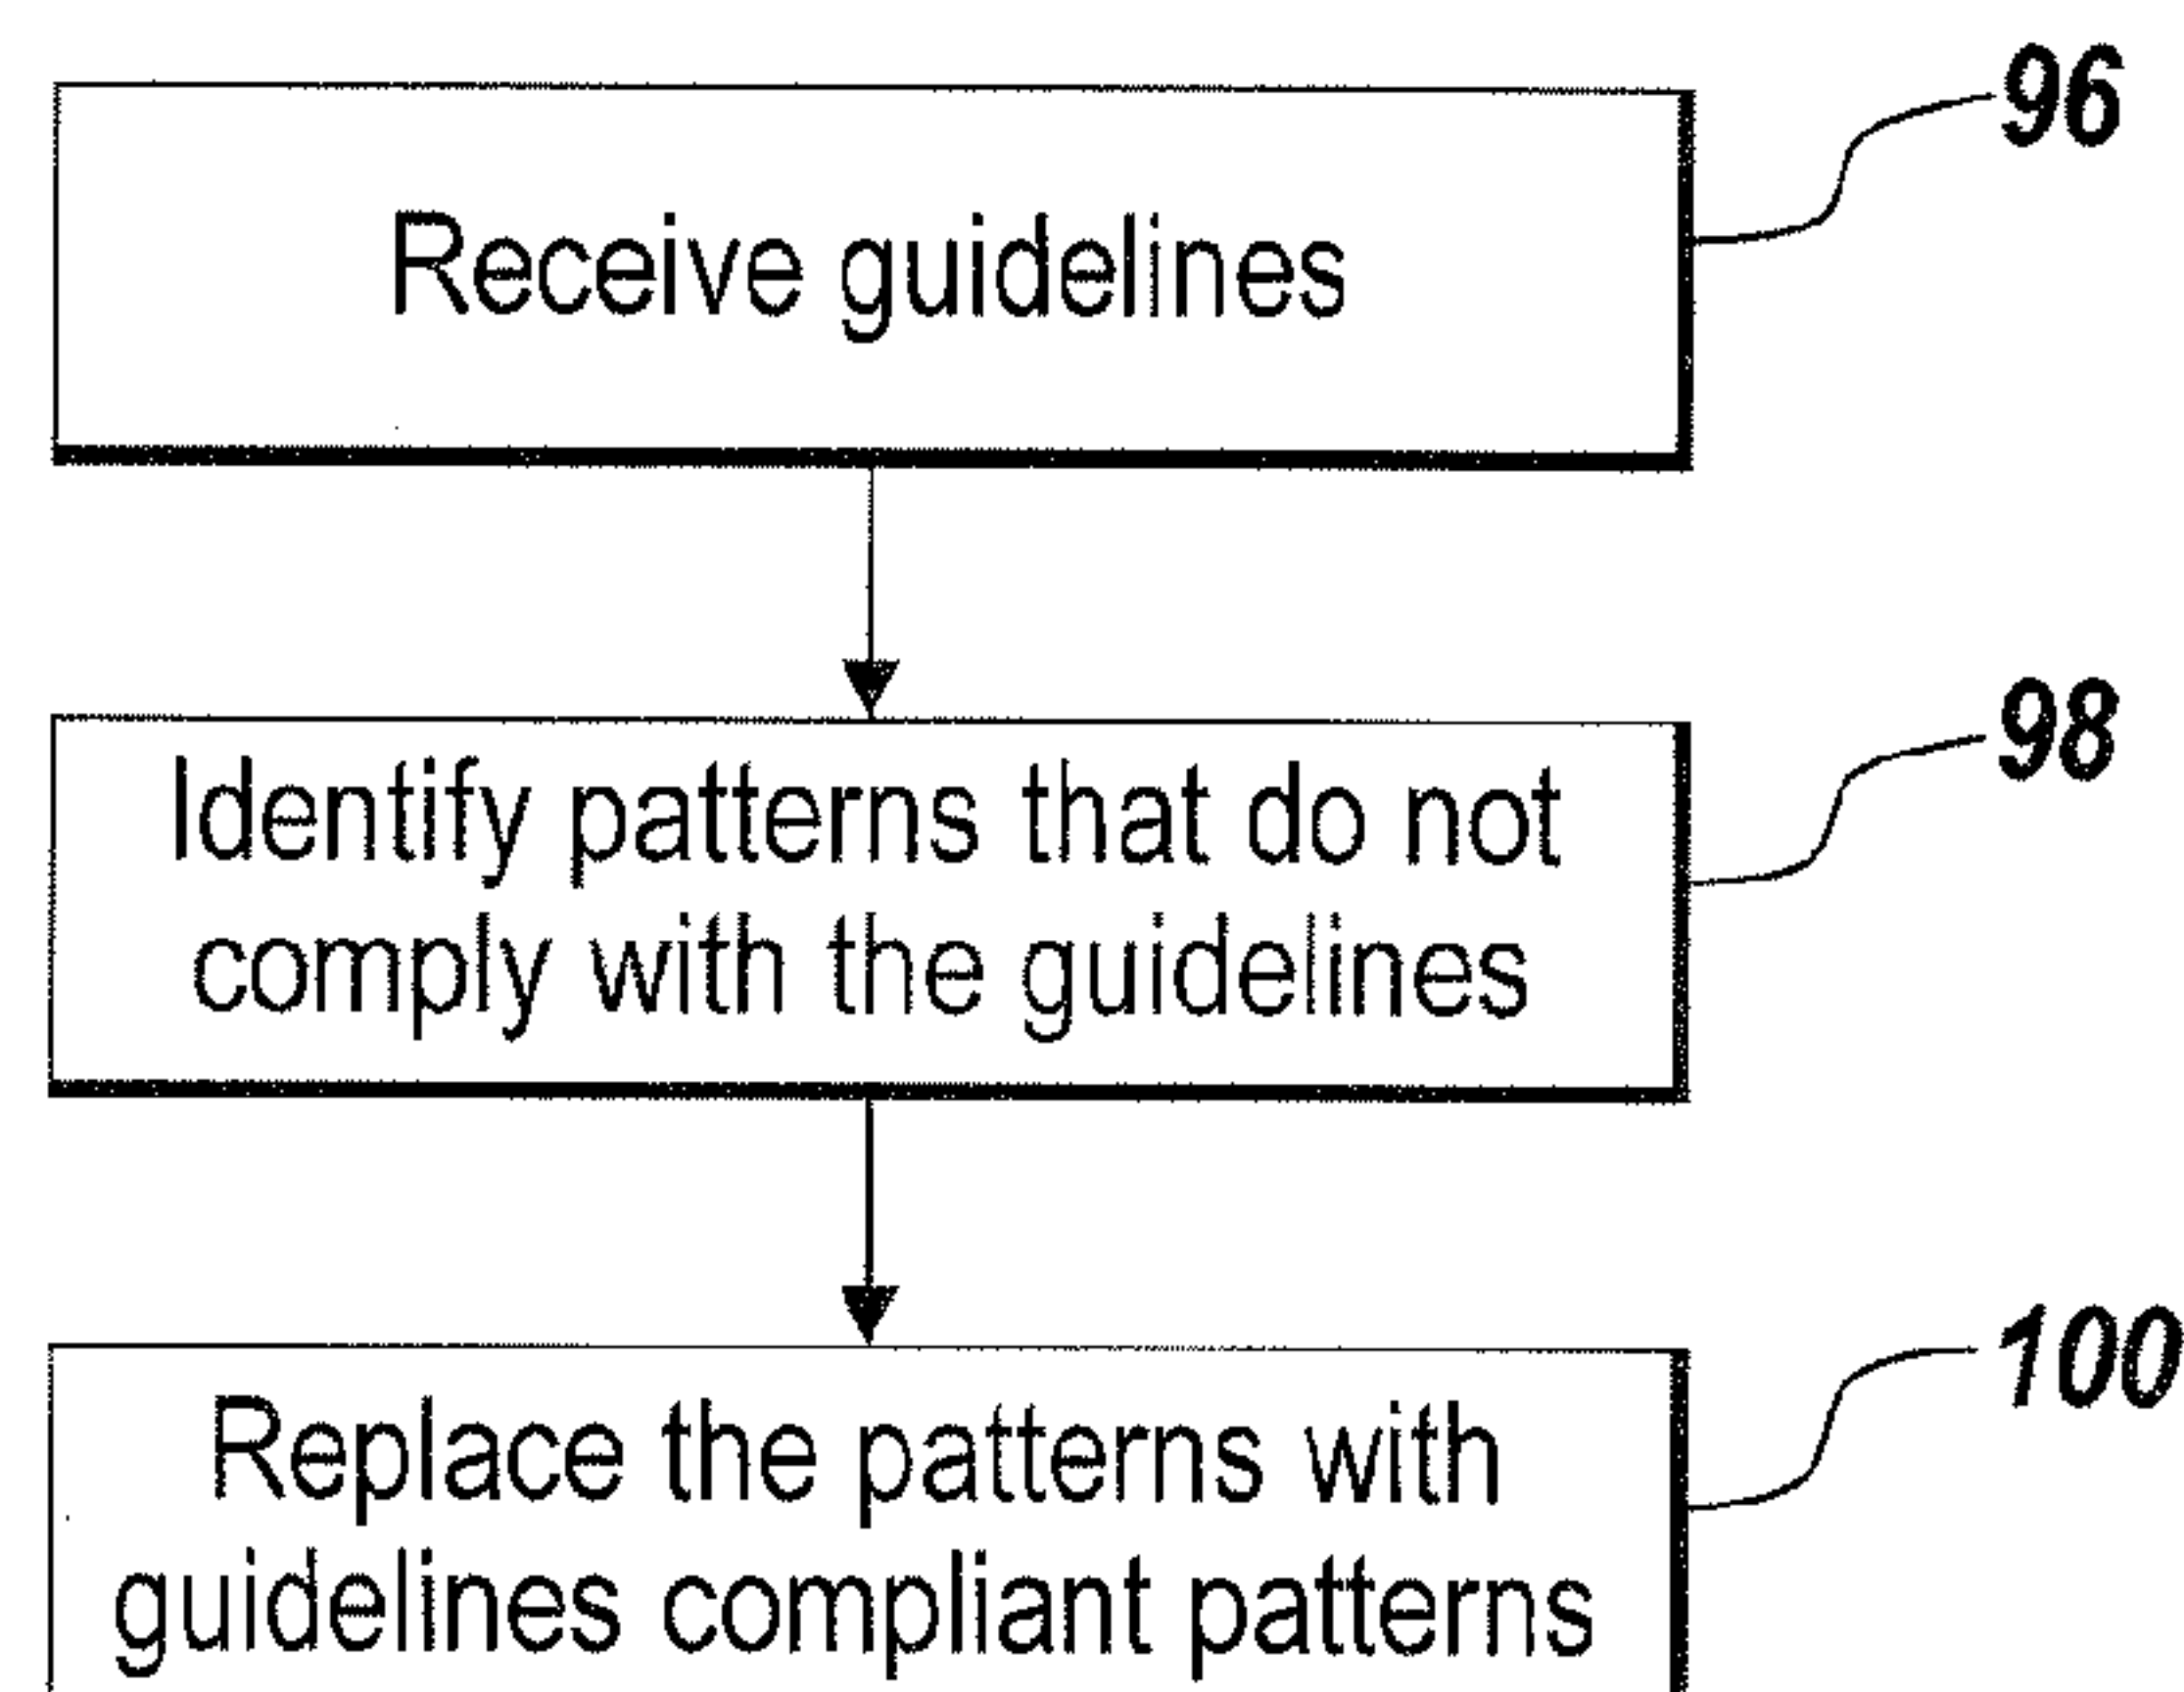 96
Receive guidelines
98
Identify patterns that do not
comply with the guidelines
100
Replace the patterns with
guidelines compliant patterns